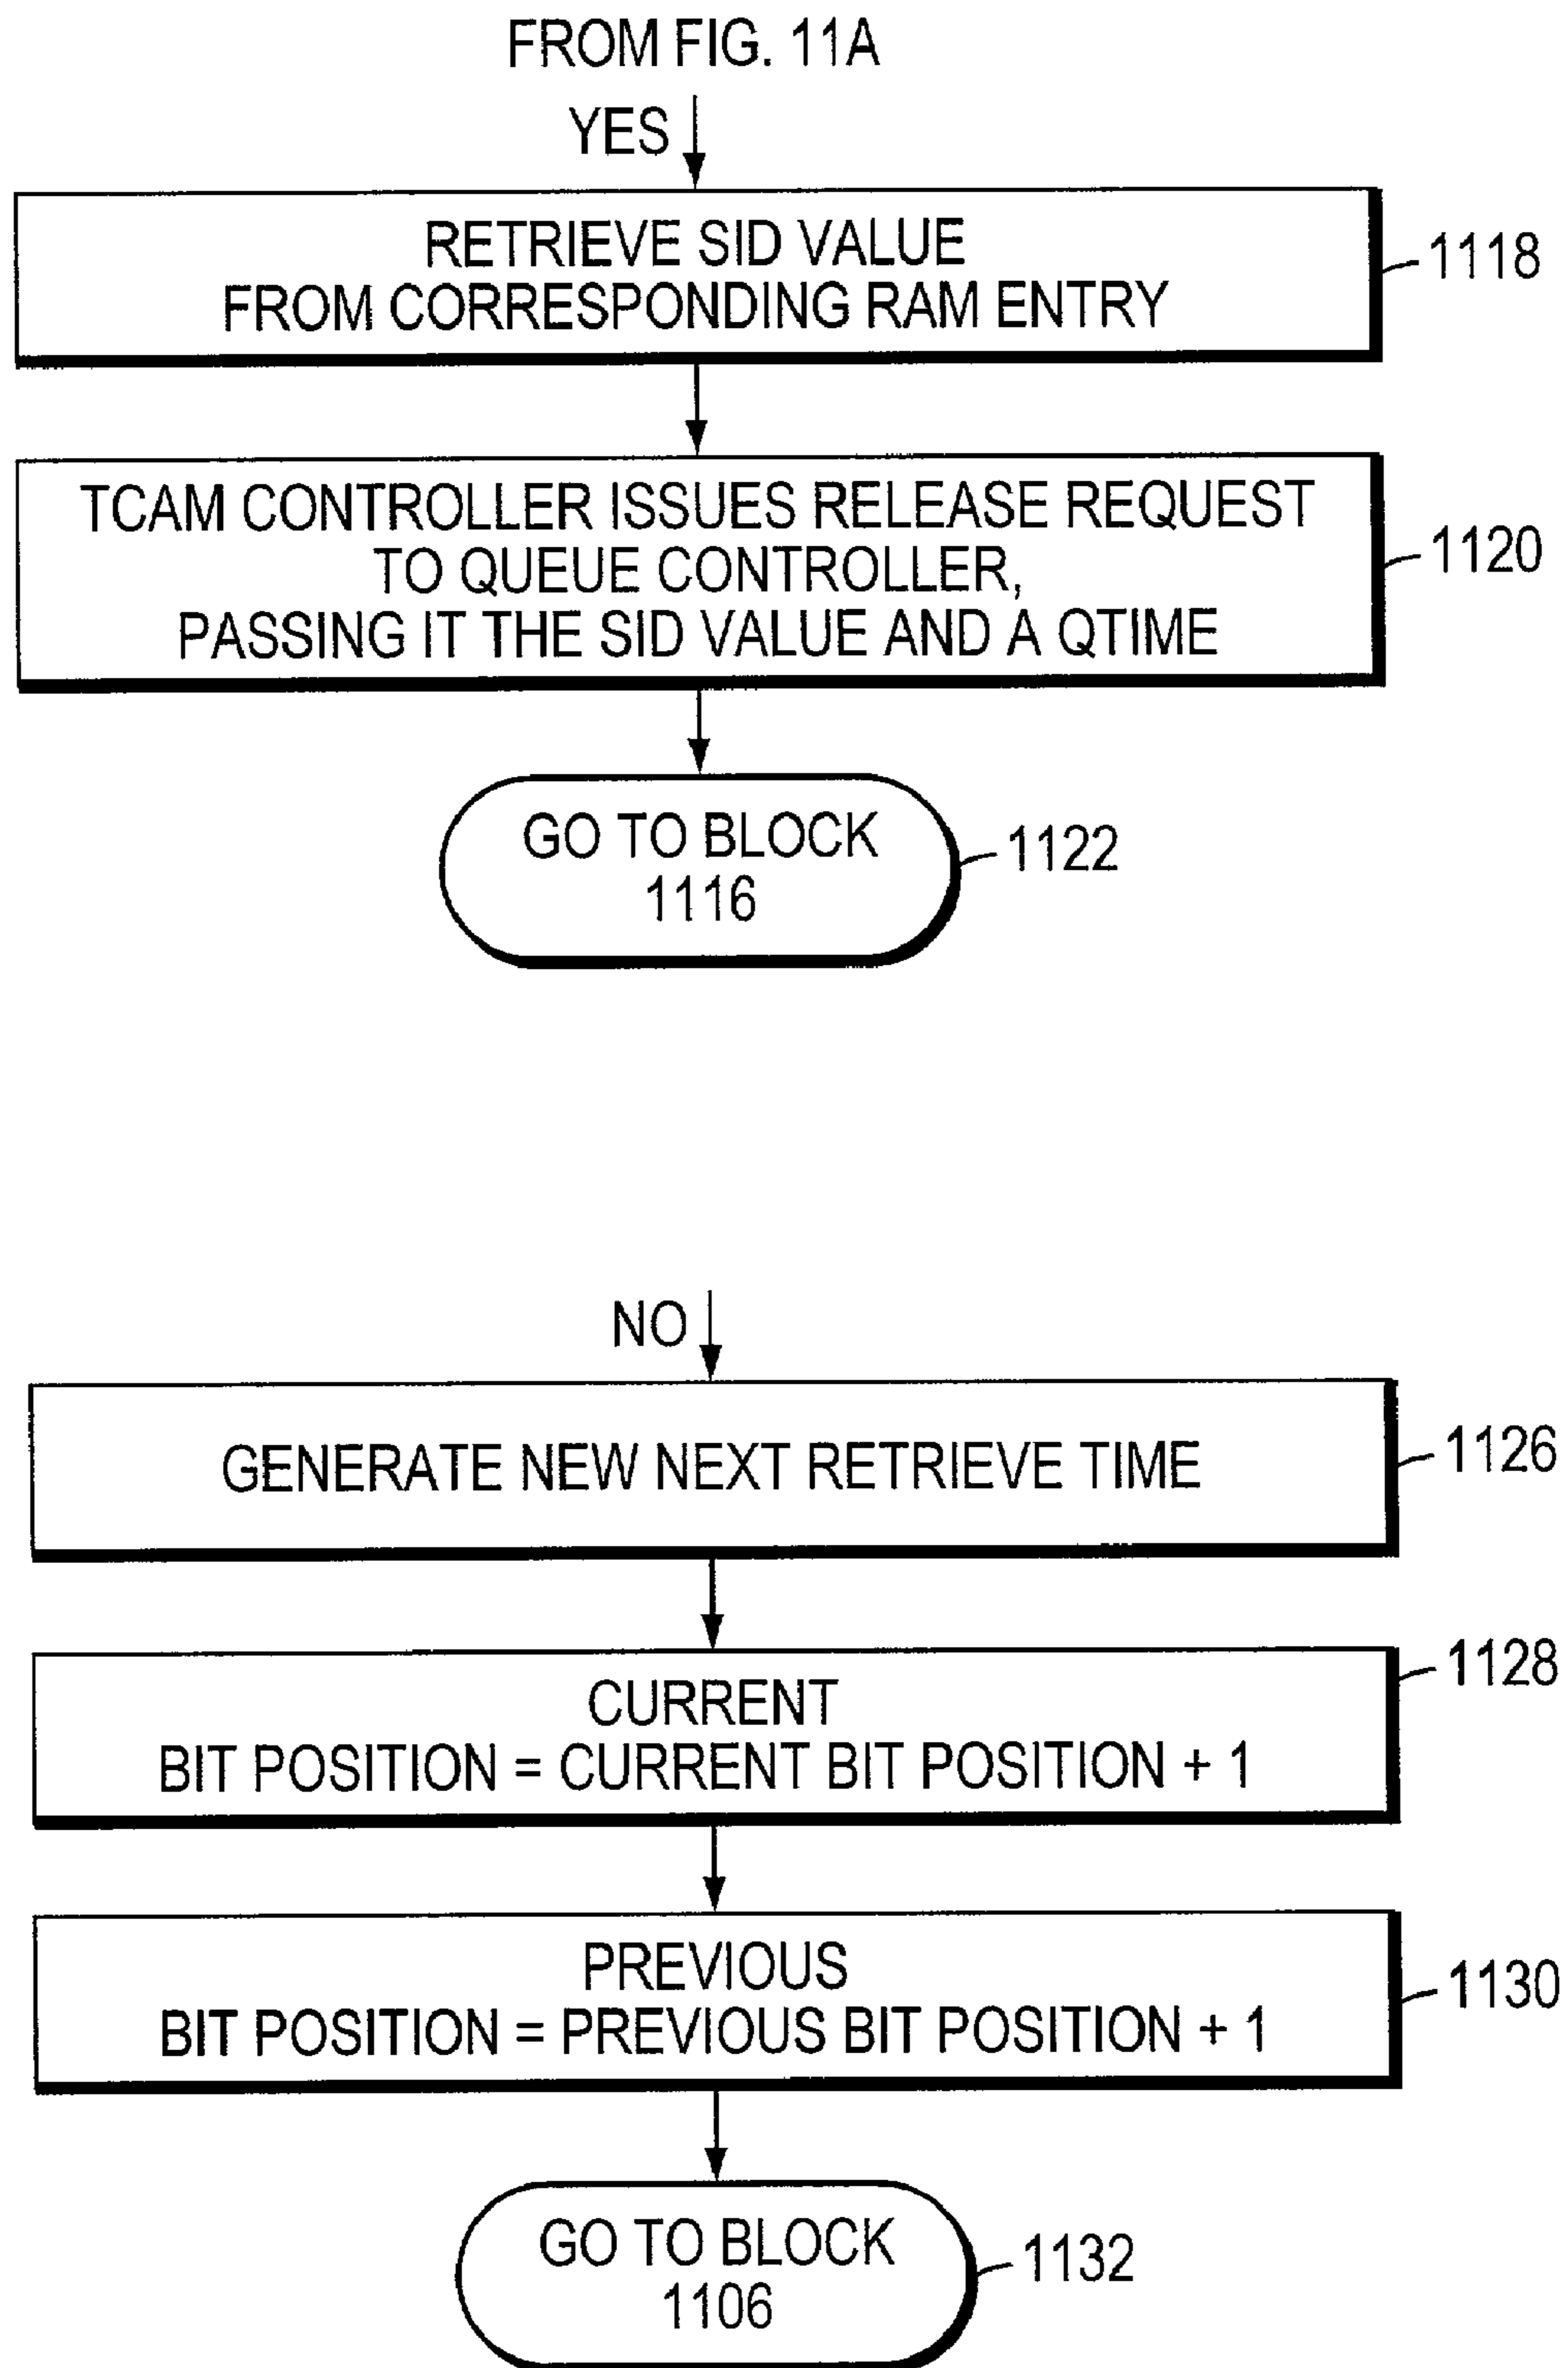 FROM FIG. 11A
YES
RETRIEVE SID VALUE
FROM CORRESPONDING RAM ENTRY
1118
TCAM CONTROLLER ISSUES RELEASE REQUEST
TO QUEUE CONTROLLER,
PASSING IT THE SID VALUE AND A QTIME
1120
GO TO BLOCK
1116
1122
NO
GENERATE NEW NEXT RETRIEVE TIME
1126
CURRENT
BIT POSITION = CURRENT BIT POSITION + 1
1128
PREVIOUS
BIT POSITION = PREVIOUS BIT POSITION + 1
1130
GO TO BLOCK
1106
1132